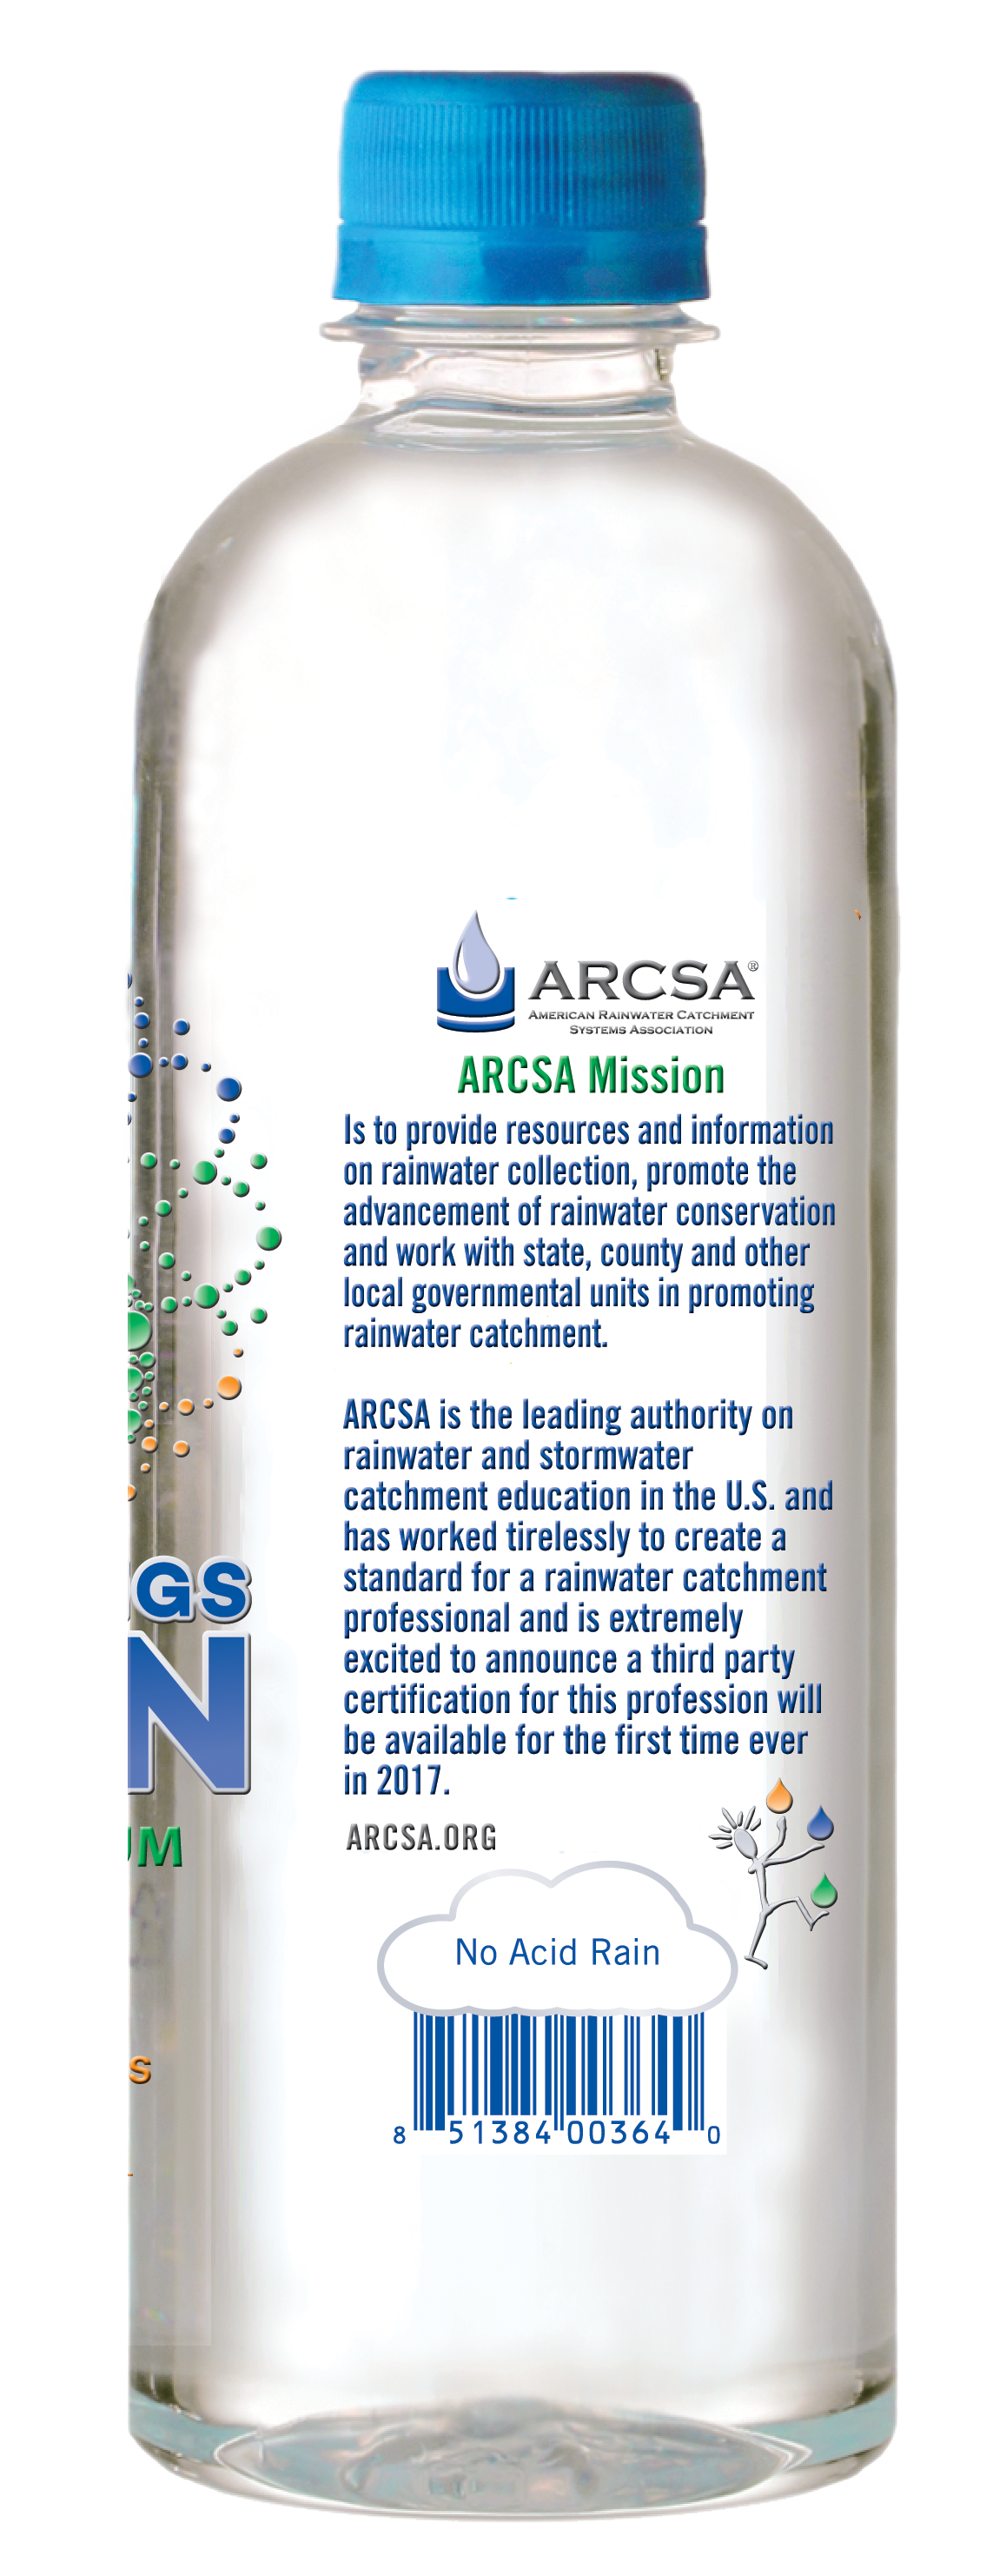 ARCSA®
AMERICAN RAINWATER CATCHMENT
SYSTEMS ASSOCIATION
ARCSA Mission
Is to provide resources and information
on rainwater collection, promote the
advancement of rainwater conservation
and work with state, county and other
local governmental units in promoting
rainwater catchment.
ARCSA is the leading authority on
rainwater and stormwater
catchment education in the U.S. and
has worked tirelessly to create a
standard for a rainwater catchment
professional and is extremely
excited to announce a third party
certification for this profession will
be available for the first time ever
in 2017.
ARCSA.ORG
No Acid Rain
8 51384 00364 0
GS
N
UM
S